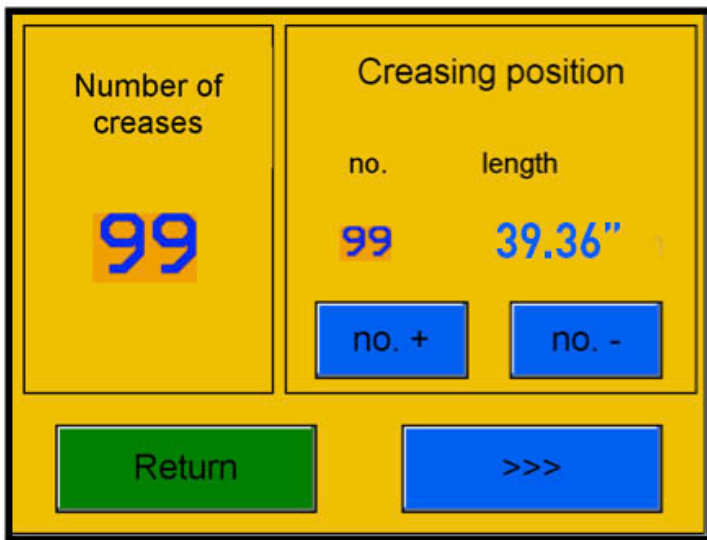 Number of
creases
99
Creasing position
no. length
99 39.36”
no. + no. -
Return >>>